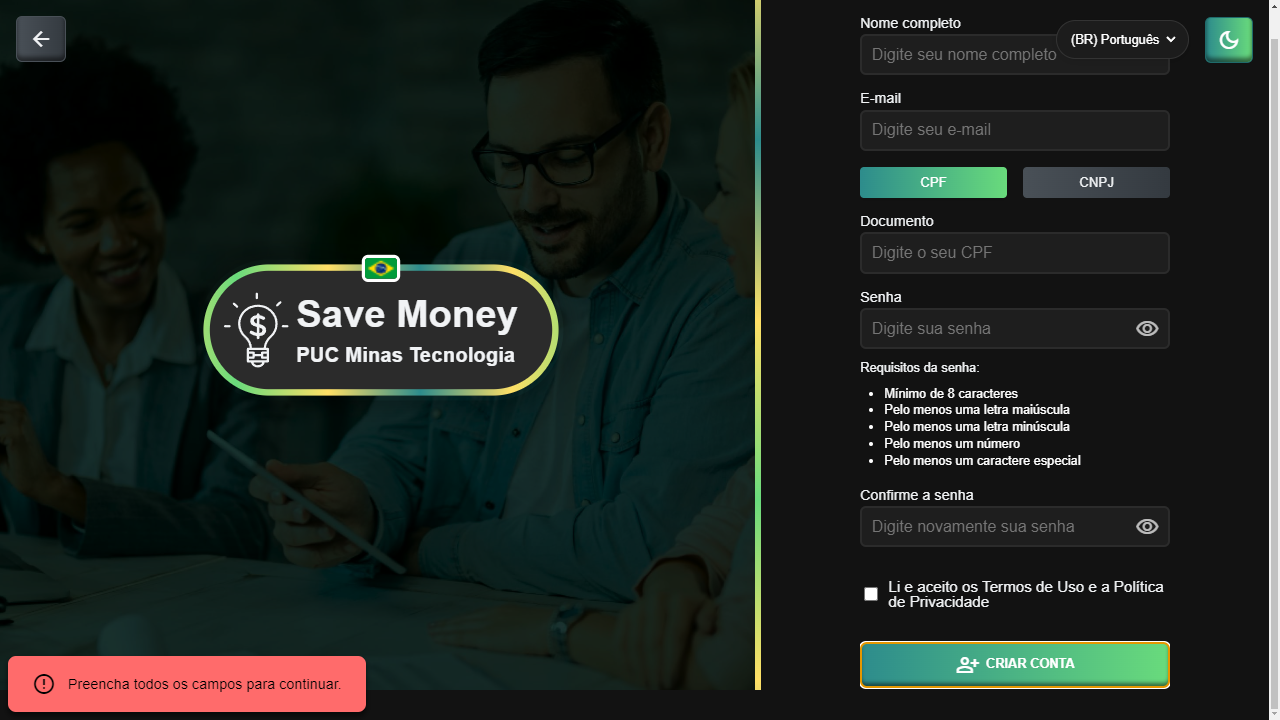 Save Money
PUC Minas Tecnologia
Preencha todos os campos para continuar.
(BR) Português
Nome completo
Digite seu nome completo
E-mail
Digite seu e-mail
CPF
CNPJ
Documento
Digite o seu CPF
Senha
Digite sua senha
Requisitos da senha:
Mínimo de 8 caracteres
Pelo menos uma letra maiúscula
Pelo menos uma letra minúscula
Pelo menos um número
Pelo menos um caractere especial
Confirme a senha
Digite novamente sua senha
Li e aceito os Termos de Uso e a Política
de Privacidade
CRIAR CONTA